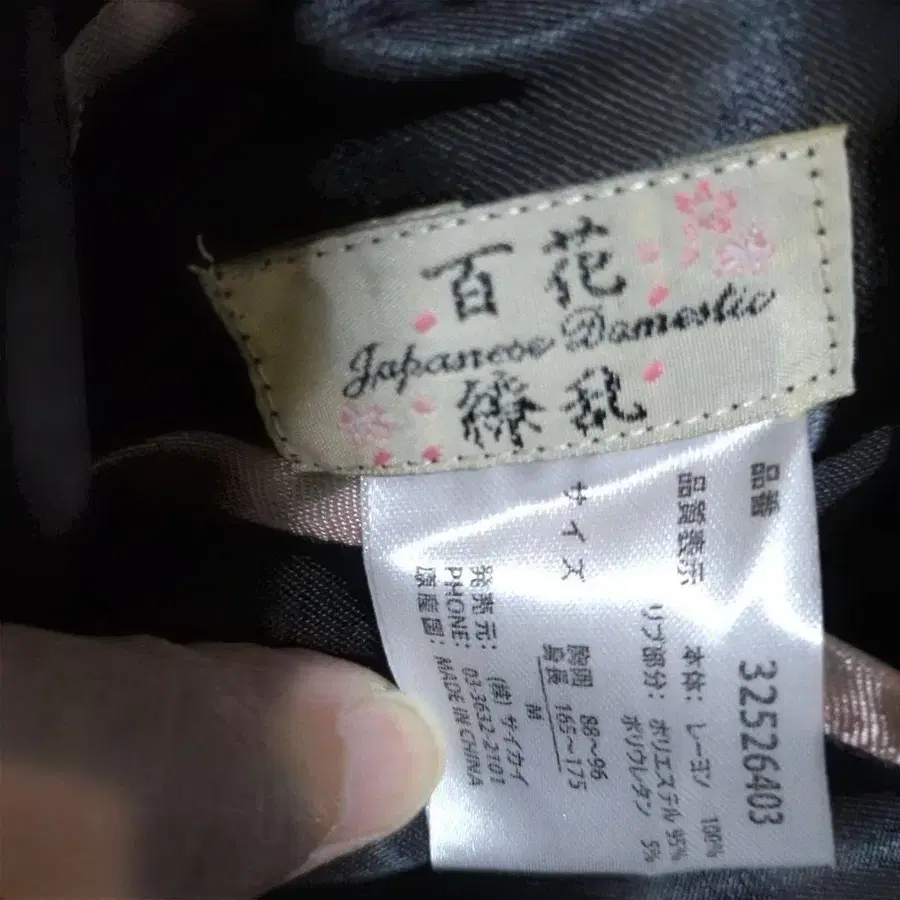 百花
Japanese Domestic
繚乱
品番 32526403
品質表示 本体: レーヨン 100%
リブ部分: ポリエステル 95%
ポリウレタン 5%
サイズ 胸囲 88~96
身長 165~175
M
発売元: (株)サイカイ
PHONE: 03-3632-2101
原産国: MADE IN CHINA